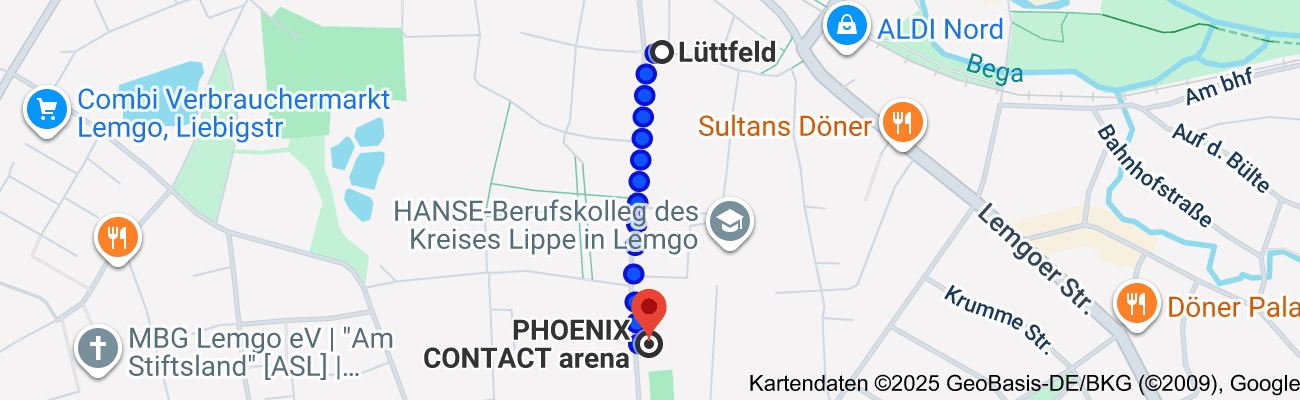 ALDI Nord
Lüttfeld
Bega
Am bhf
Combi Verbrauchermarkt
Lemgo, Liebigstr
Sultans Döner
Auf d. Bülte
Bahnhofstraße
HANSE-Berufskolleg des
Kreises Lippe in Lemgo
Lemgoer Str.
Krumme Str.
Döner Pala
PHOENIX
CONTACT arena
MBG Lemgo eV | "Am
Stiftsland" [ASL] |...
Kartendaten ©2025 GeoBasis-DE/BKG (©2009), Google